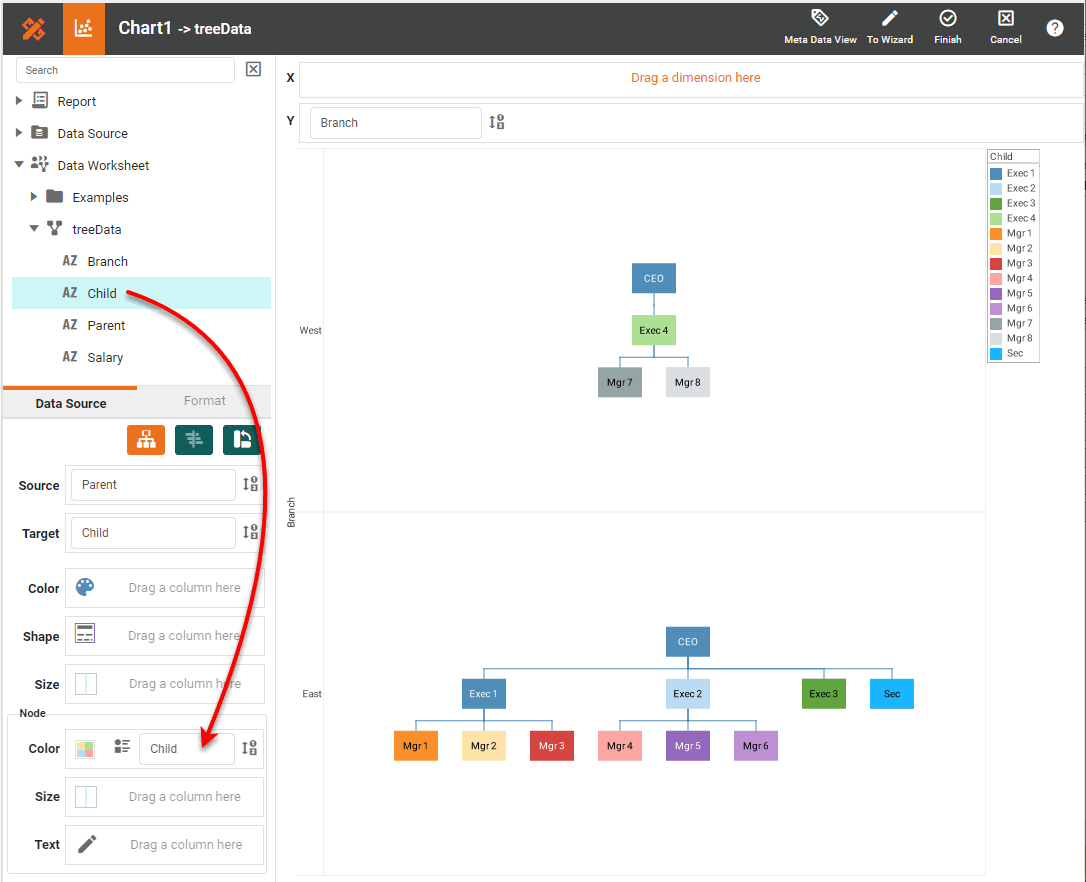 Chart1 -> treeData
Meta Data View
To Wizard
Finish
Cancel
?
Search
Report
Data Source
Data Worksheet
Examples
treeData
AZ Branch
AZ Child
AZ Parent
AZ Salary
Data Source
Format
Source
Parent
Target
Child
Color
Drag a column here
Shape
Drag a column here
Size
Drag a column here
Node
Color
Child
Size
Drag a column here
Text
Drag a column here
X
Drag a dimension here
Y
Branch
Branch
West
CEO
Exec 4
Mgr 7
Mgr 8
East
CEO
Exec 1
Exec 2
Exec 3
Sec
Mgr 1
Mgr 2
Mgr 3
Mgr 4
Mgr 5
Mgr 6
Child
Exec 1
Exec 2
Exec 3
Exec 4
Mgr 1
Mgr 2
Mgr 3
Mgr 4
Mgr 5
Mgr 6
Mgr 7
Mgr 8
Sec